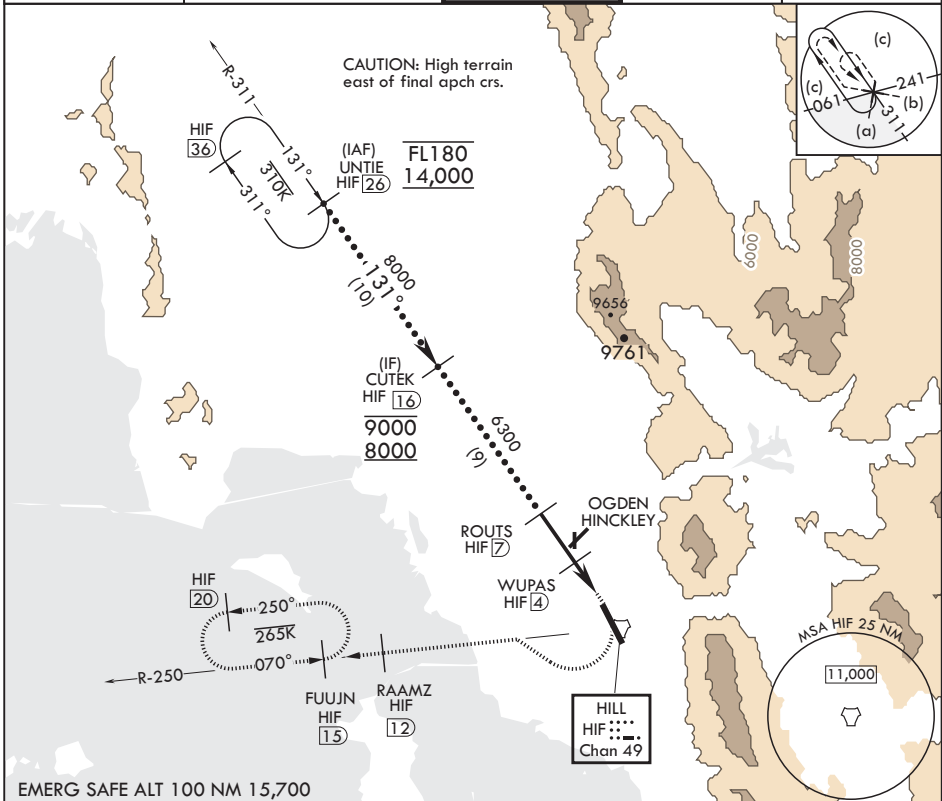 CAUTION: High terrain
east of final apch crs.
R-311
HIF
36
131°
310K
311°
(IAF)
UNTIE
HIF 26
FL180
14,000
(c)
(c)
241
061
(b)
311
(a)
8000
131°
(10)
6000
8000
9656
9761
(IF)
CUTEK
HIF 16
9000
8000
6300
(9)
OGDEN
HINCKLEY
ROUTS
HIF 7
WUPAS
HIF 4
HIF
20
250°
265K
070°
R-250
FUUJN
HIF
15
RAAMZ
HIF
12
HILL
HIF
Chan 49
MSA HIF 25 NM
11,000
EMERG SAFE ALT 100 NM 15,700